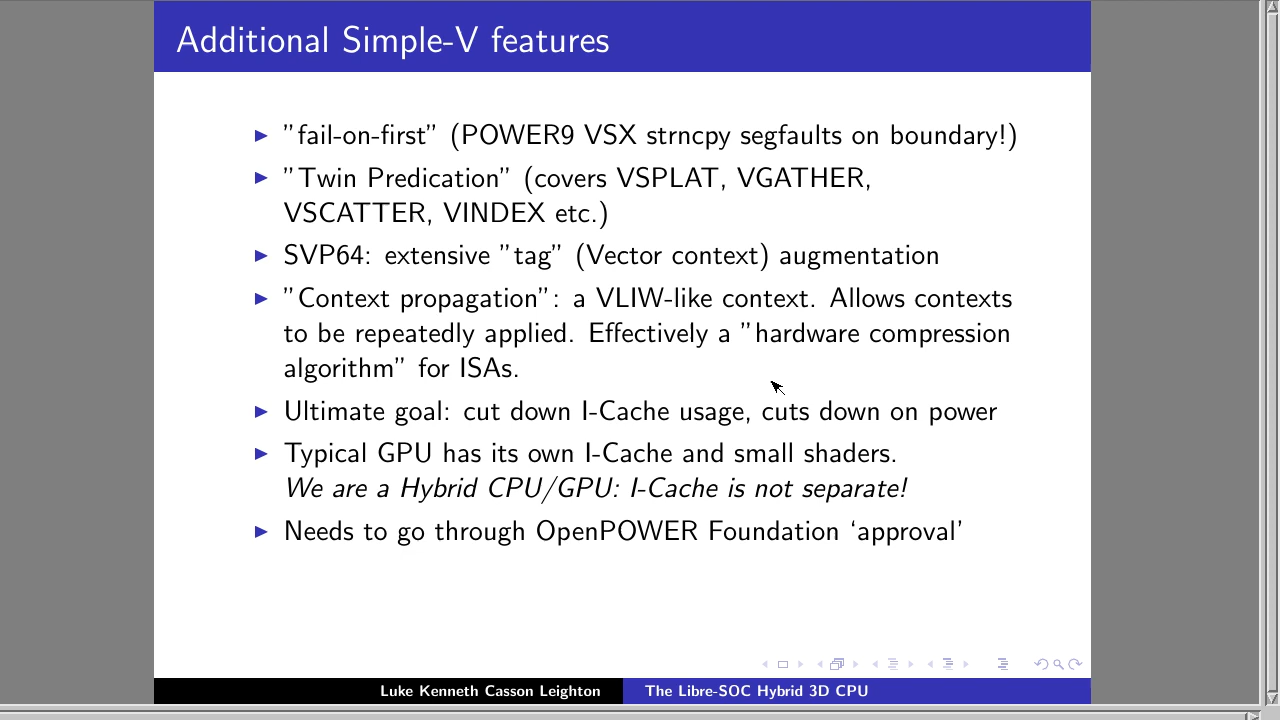 Additional Simple-V features
”fail-on-first” (POWER9 VSX strncpy segfaults on boundary!)
”Twin Predication” (covers VSPLAT, VGATHER,
VSCATTER, VINDEX etc.)
SVP64: extensive ”tag” (Vector context) augmentation
”Context propagation”: a VLIW-like context. Allows contexts
to be repeatedly applied. Effectively a ”hardware compression
algorithm” for ISAs.
Ultimate goal: cut down I-Cache usage, cuts down on power
Typical GPU has its own I-Cache and small shaders.
We are a Hybrid CPU/GPU: I-Cache is not separate!
Needs to go through OpenPOWER Foundation ‘approval’
Luke Kenneth Casson Leighton
The Libre-SOC Hybrid 3D CPU